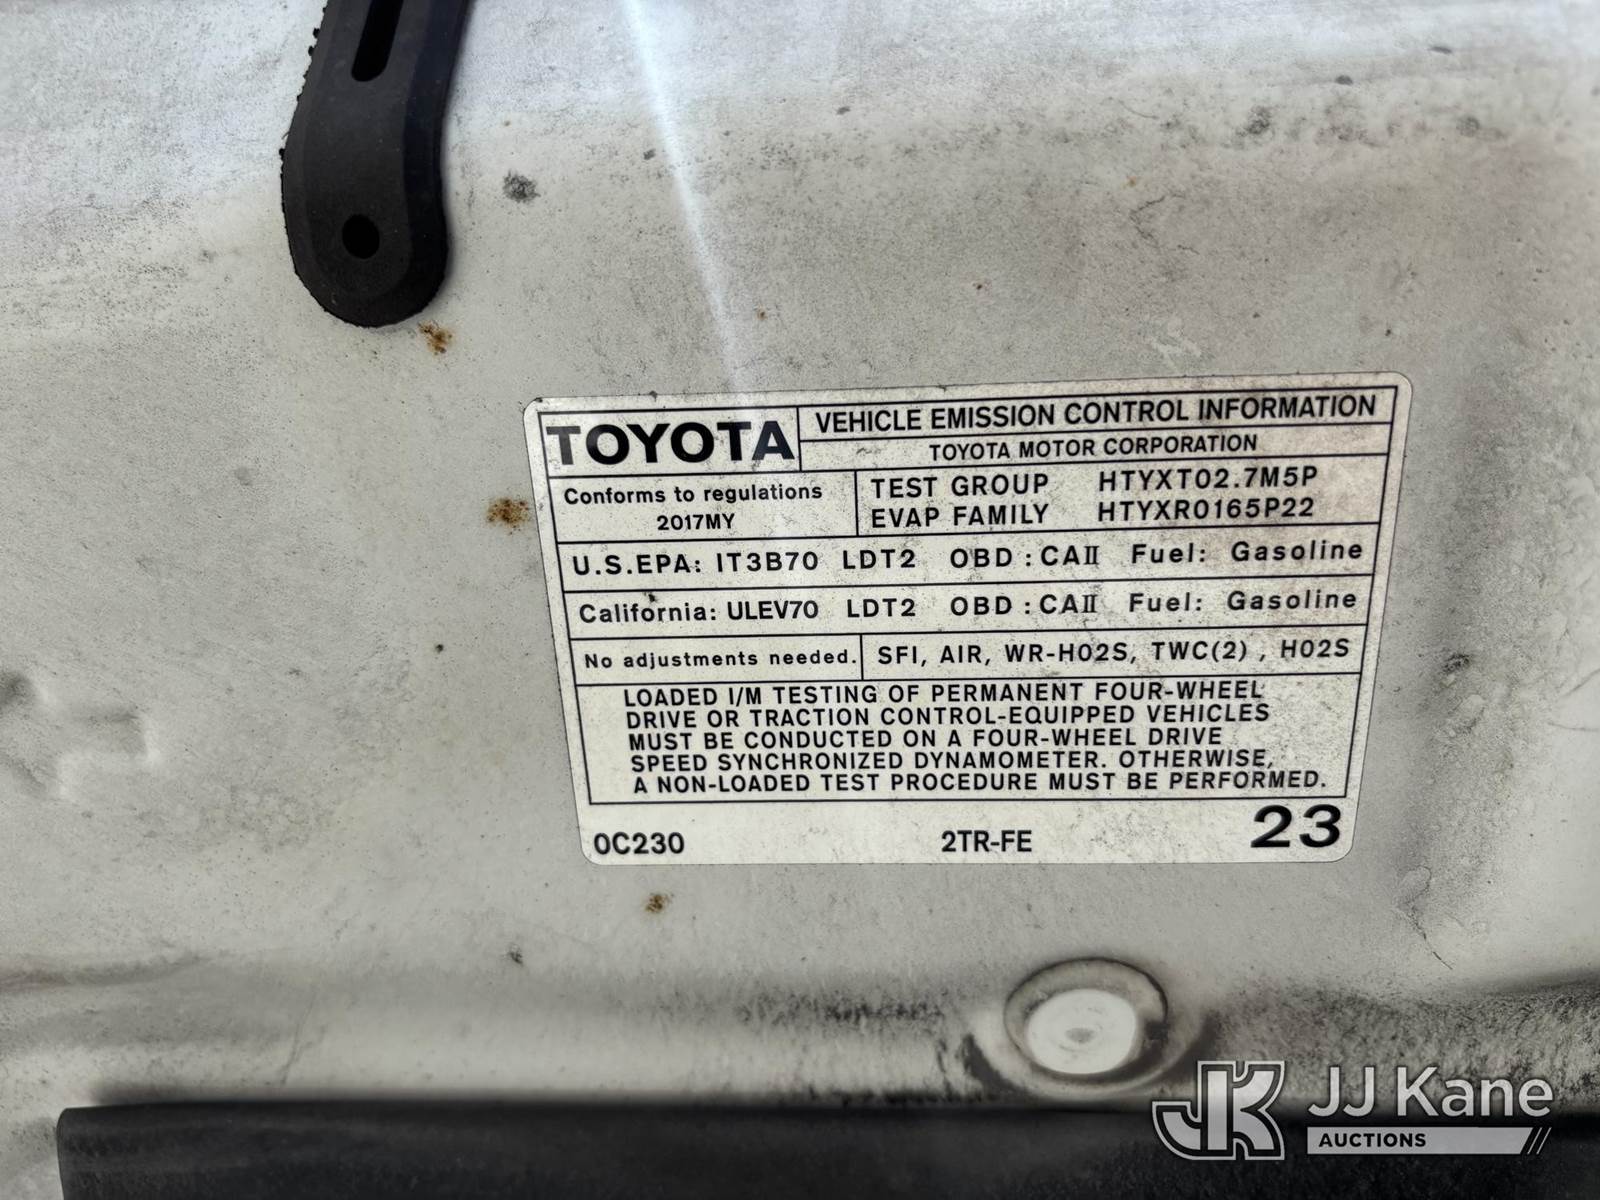 TOYOTA
VEHICLE EMISSION CONTROL INFORMATION
TOYOTA MOTOR CORPORATION
Conforms to regulations
2017MY
TEST GROUP HTYXT02.7M5P
EVAP FAMILY HTYXR0165P22
U.S.EPA: IT3B70 LDT2 OBD : CAⅡ Fuel: Gasoline
California: ULEV70 LDT2 OBD : CAⅡ Fuel: Gasoline
No adjustments needed.
SFI, AIR, WR-HO2S, TWC(2) , HO2S
LOADED I/M TESTING OF PERMANENT FOUR-WHEEL
DRIVE OR TRACTION CONTROL-EQUIPPED VEHICLES
MUST BE CONDUCTED ON A FOUR-WHEEL DRIVE
SPEED SYNCHRONIZED DYNAMOMETER. OTHERWISE,
A NON-LOADED TEST PROCEDURE MUST BE PERFORMED.
0C230 2TR-FE 23
JK JJ Kane
AUCTIONS